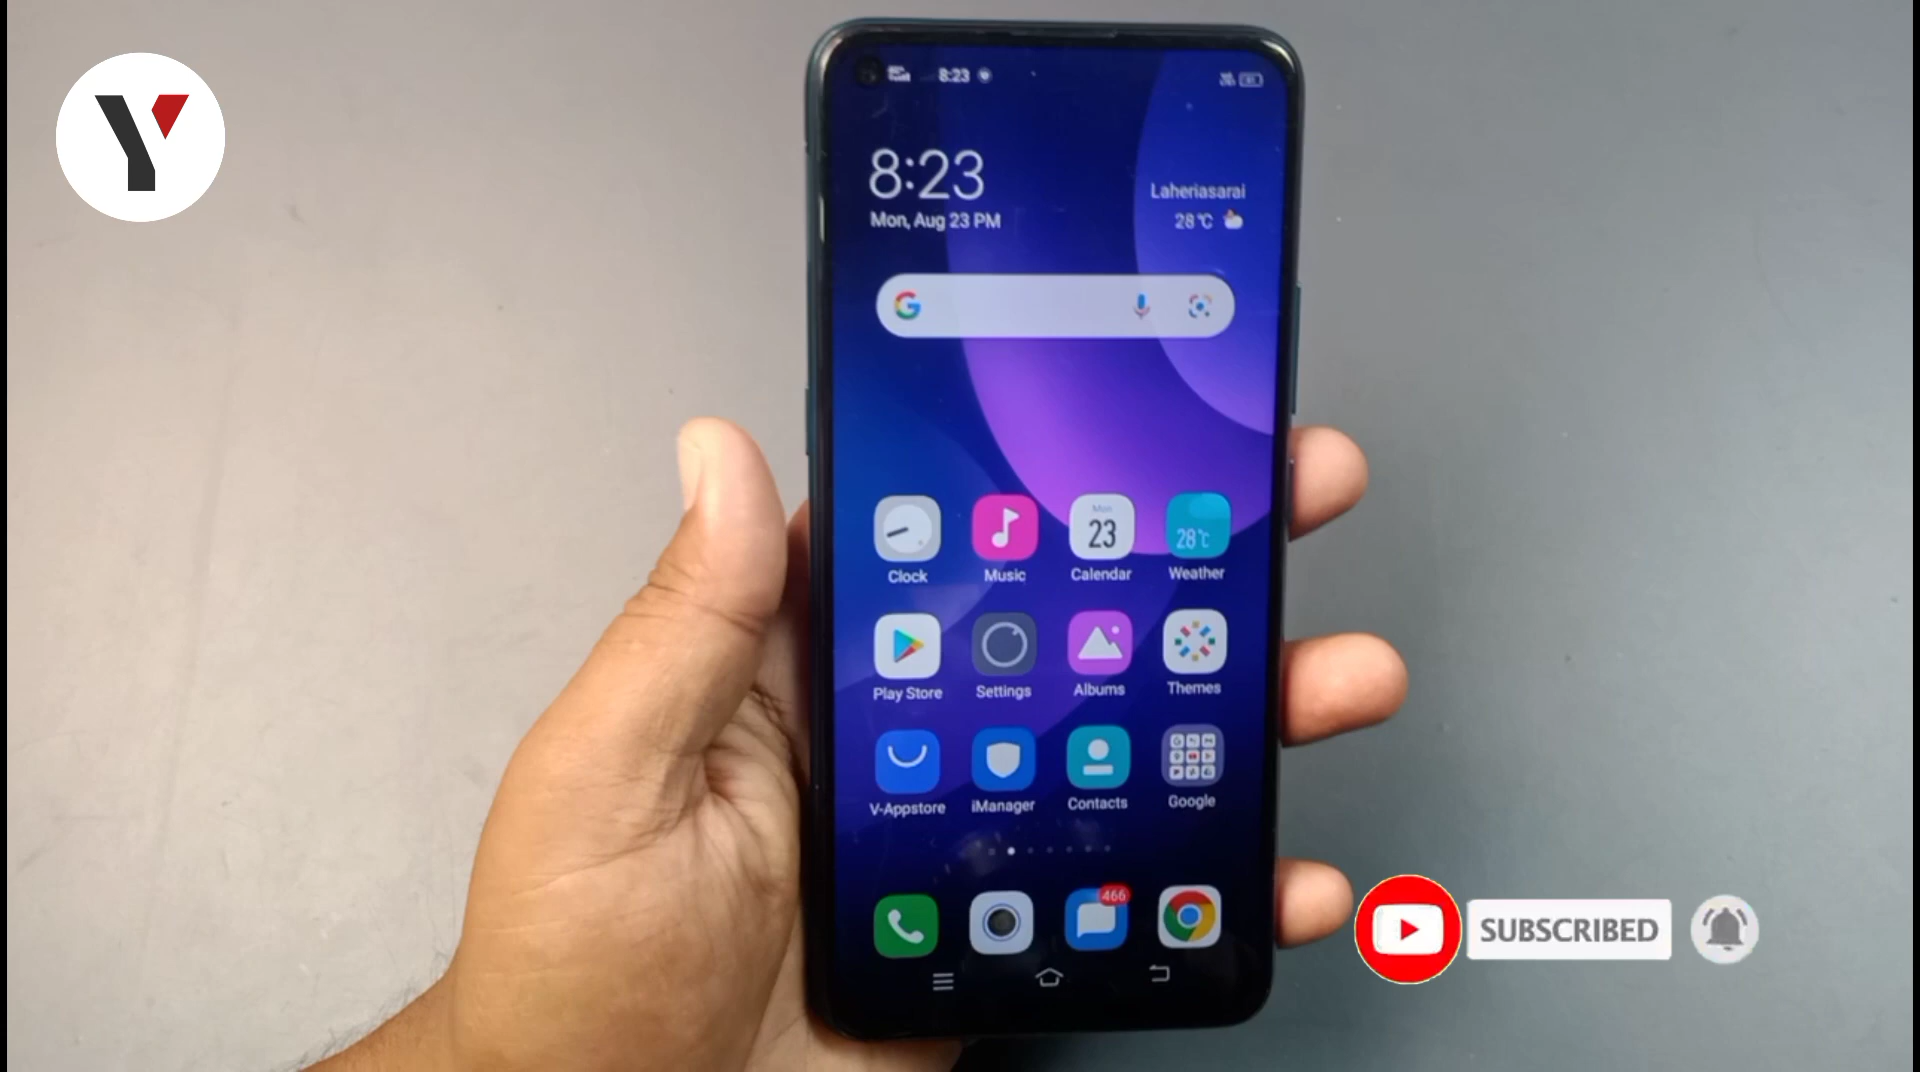 Y
8:23
8:23
Mon, Aug 23 PM
Laheriasarai
28°C
G
Mon
23
28°C
Clock
Music
Calendar
Weather
Play Store
Settings
Albums
Themes
V-Appstore
iManager
Contacts
Google
466
SUBSCRIBED